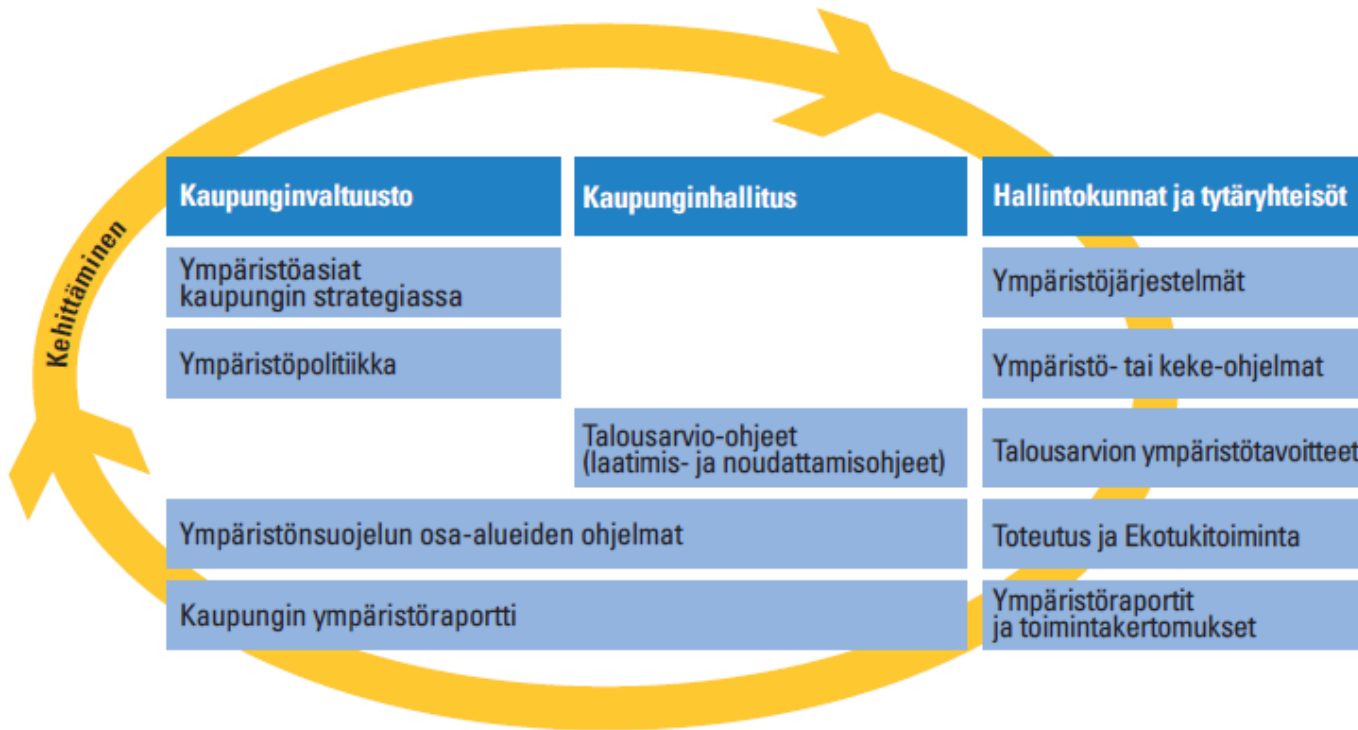 Kehittäminen
Kaupunginvaltuusto
Kaupunginhallitus
Hallintokunnat ja tytäryhteisöt
Ympäristöasiat
kaupungin strategiassa
Ympäristöjärjestelmät
Ympäristöpolitiikka
Ympäristö- tai keke-ohjelmat
Talousarvio-ohjeet
(laatimis- ja noudattamisohjeet)
Talousarvion ympäristötavoitteet
Ympäristönsuojelun osa-alueiden ohjelmat
Toteutus ja Ekotukitoiminta
Kaupungin ympäristöraportti
Ympäristöraportit
ja toimintakertomukset